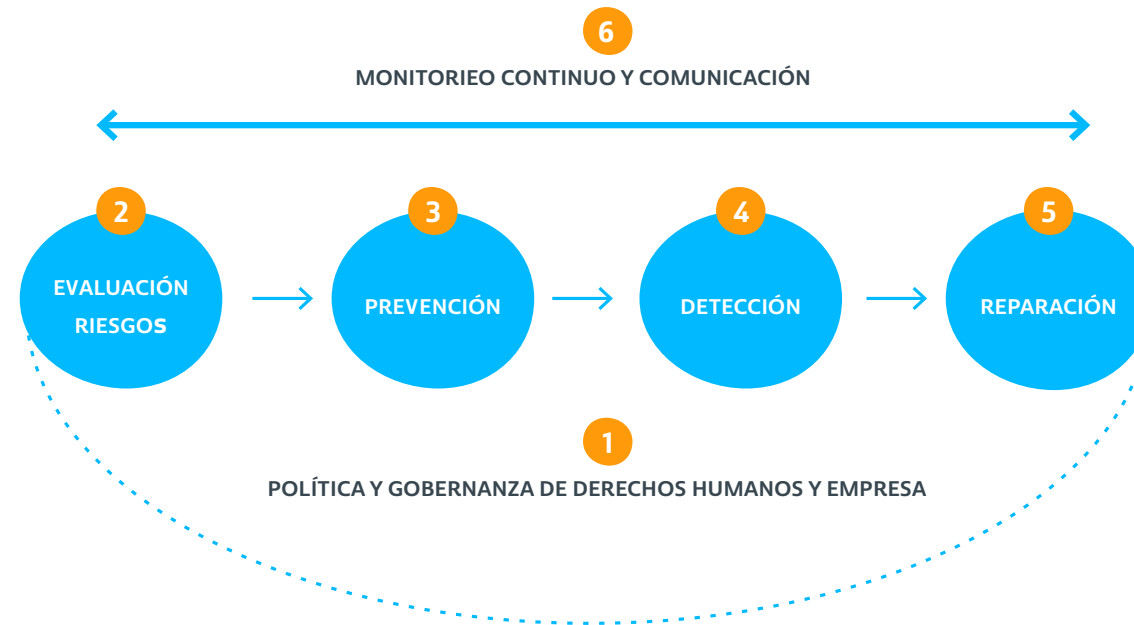 6
MONITORIEO CONTINUO Y COMUNICACIÓN
2
3
4
5
EVALUACIÓN
RIESGOS
PREVENCIÓN
DETECCIÓN
REPARACIÓN
1
POLÍTICA Y GOBERNANZA DE DERECHOS HUMANOS Y EMPRESA